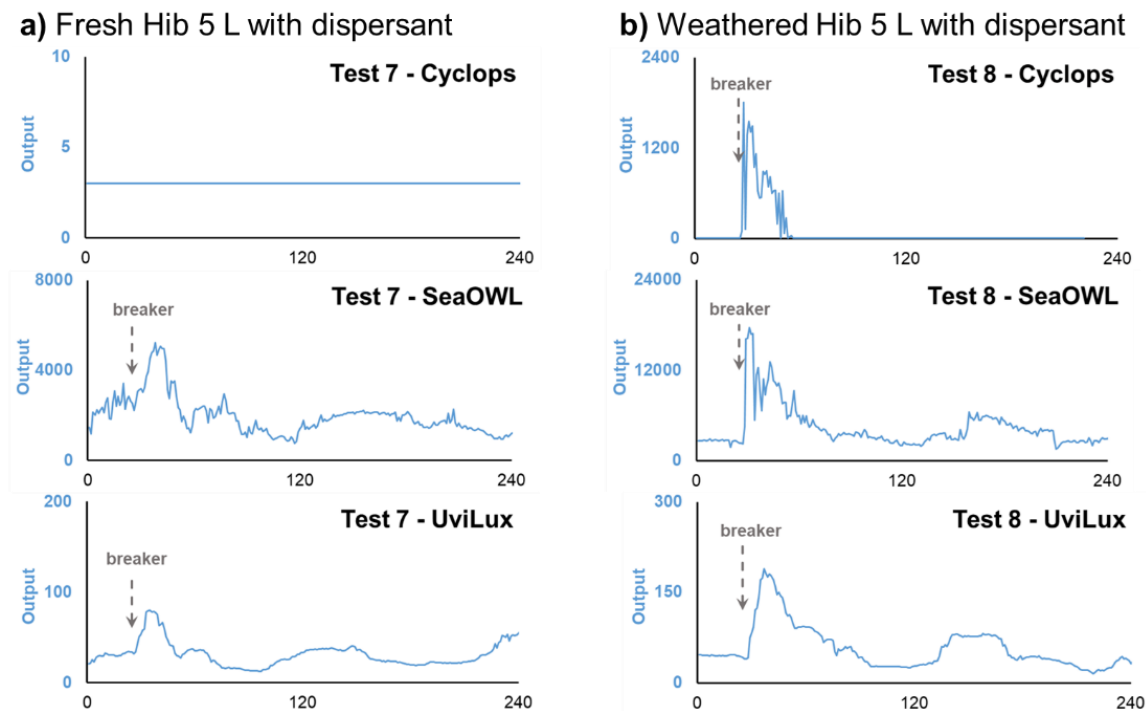 a) Fresh Hib 5 L with dispersant
10
Test 7 - Cyclops
Output
5
0
0
120
240
8000
Test 7 - SeaOWL
breaker
Output
4000
0
0
120
240
200
Test 7 - UviLux
breaker
Output
100
0
0
120
240
b) Weathered Hib 5 L with dispersant
2400
Test 8 - Cyclops
breaker
Output
1200
0
0
120
240
24000
Test 8 - SeaOWL
breaker
Output
12000
0
0
120
240
300
Test 8 - UviLux
breaker
Output
150
0
0
120
240